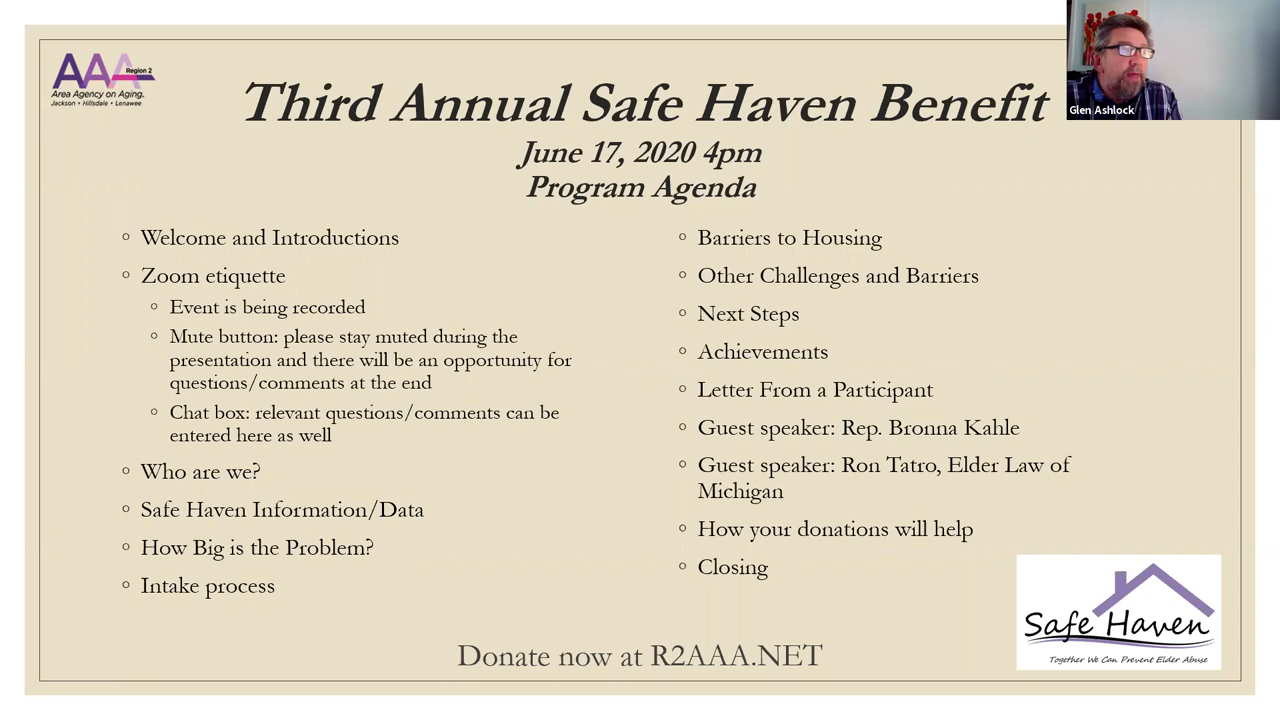 AAA
Region 2
Area Agency on Aging.
Jackson • Hillsdale • Lenawee
Glen Ashlock
Third Annual Safe Haven Benefit
June 17, 2020 4pm
Program Agenda
◦ Welcome and Introductions
◦ Zoom etiquette
◦ Event is being recorded
◦ Mute button: please stay muted during the
presentation and there will be an opportunity for
questions/comments at the end
◦ Chat box: relevant questions/comments can be
entered here as well
◦ Who are we?
◦ Safe Haven Information/Data
◦ How Big is the Problem?
◦ Intake process
◦ Barriers to Housing
◦ Other Challenges and Barriers
◦ Next Steps
◦ Achievements
◦ Letter From a Participant
◦ Guest speaker: Rep. Bronna Kahle
◦ Guest speaker: Ron Tatro, Elder Law of
Michigan
◦ How your donations will help
◦ Closing
Safe Haven
Together We Can Prevent Elder Abuse
Donate now at R2AAA.NET